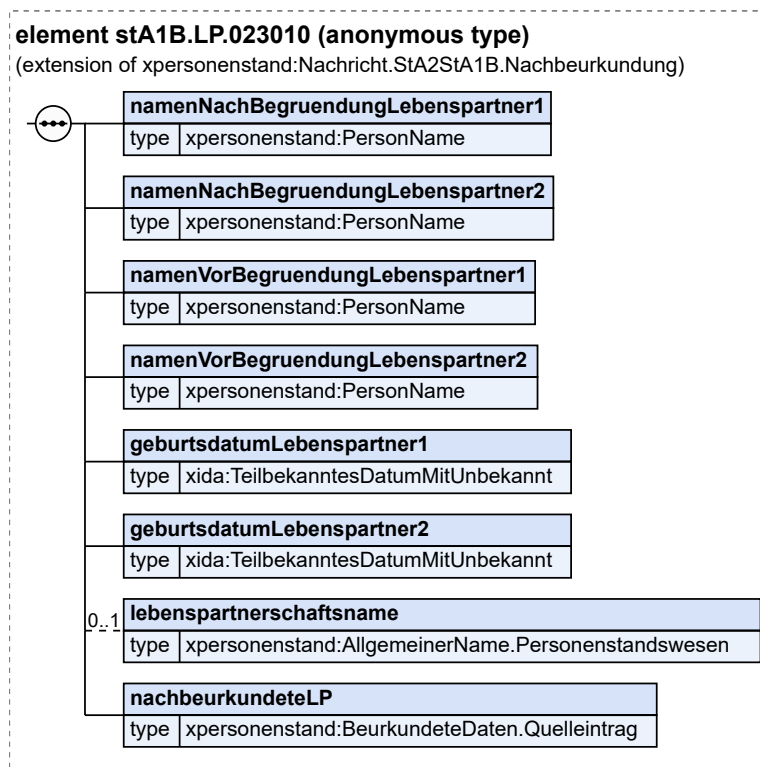 element stA1B.LP.023010 (anonymous type)
(extension of xpersonenstand:Nachricht.StA2StA1B.Nachbeurkundung)
namenNachBegruendungLebenspartner1
type xpersonenstand:PersonName
namenNachBegruendungLebenspartner2
type xpersonenstand:PersonName
namenVorBegruendungLebenspartner1
type xpersonenstand:PersonName
namenVorBegruendungLebenspartner2
type xpersonenstand:PersonName
geburtsdatumLebenspartner1
type xida:TeilbekanntesDatumMitUnbekannt
geburtsdatumLebenspartner2
type xida:TeilbekanntesDatumMitUnbekannt
0..1 lebenspartnerschaftsname
type xpersonenstand:AllgemeinerName.Personenstandswesen
nachbeurkundeteLP
type xpersonenstand:BeurkundeteDaten.Quelleintrag